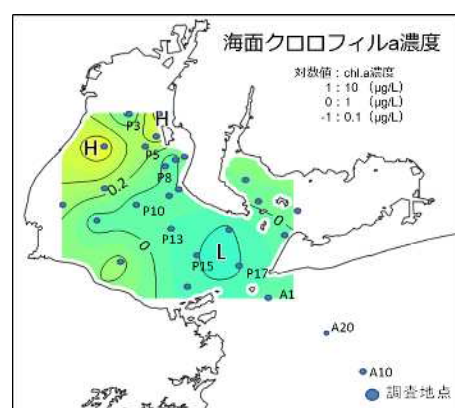 海面クロロフィルa濃度
対数値：chl.a濃度
1：10 (μg/L)
0：1 (μg/L)
-1：0.1 (μg/L)
P3
H
H
P5
P8
0.2
P10
0
P13
0
L
P15
P17
A1
A20
A10
調査地点